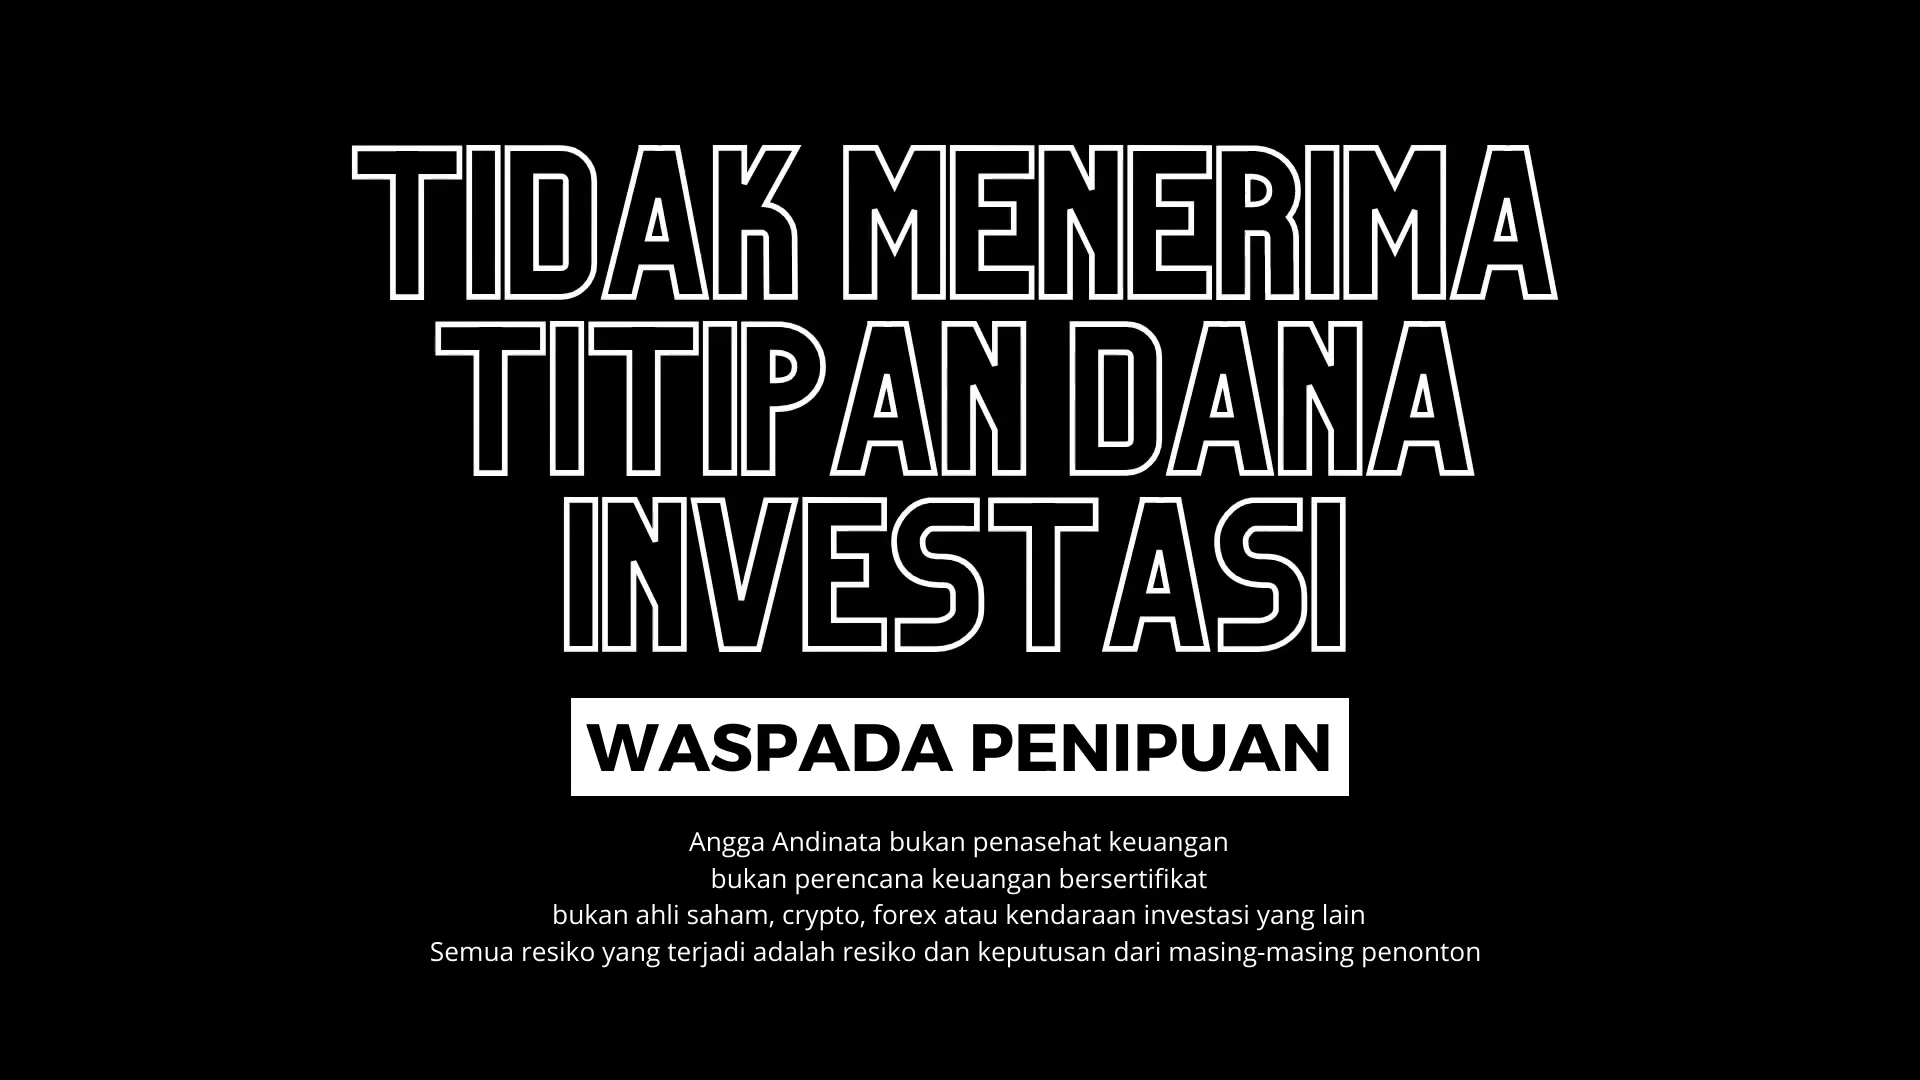 TIDAK MENERIMA
TITIPAN DANA
INVESTASI
WASPADA PENIPUAN
Angga Andinata bukan penasehat keuangan
bukan perencana keuangan bersertifikat
bukan ahli saham, crypto, forex atau kendaraan investasi yang lain
Semua resiko yang terjadi adalah resiko dan keputusan dari masing-masing penonton